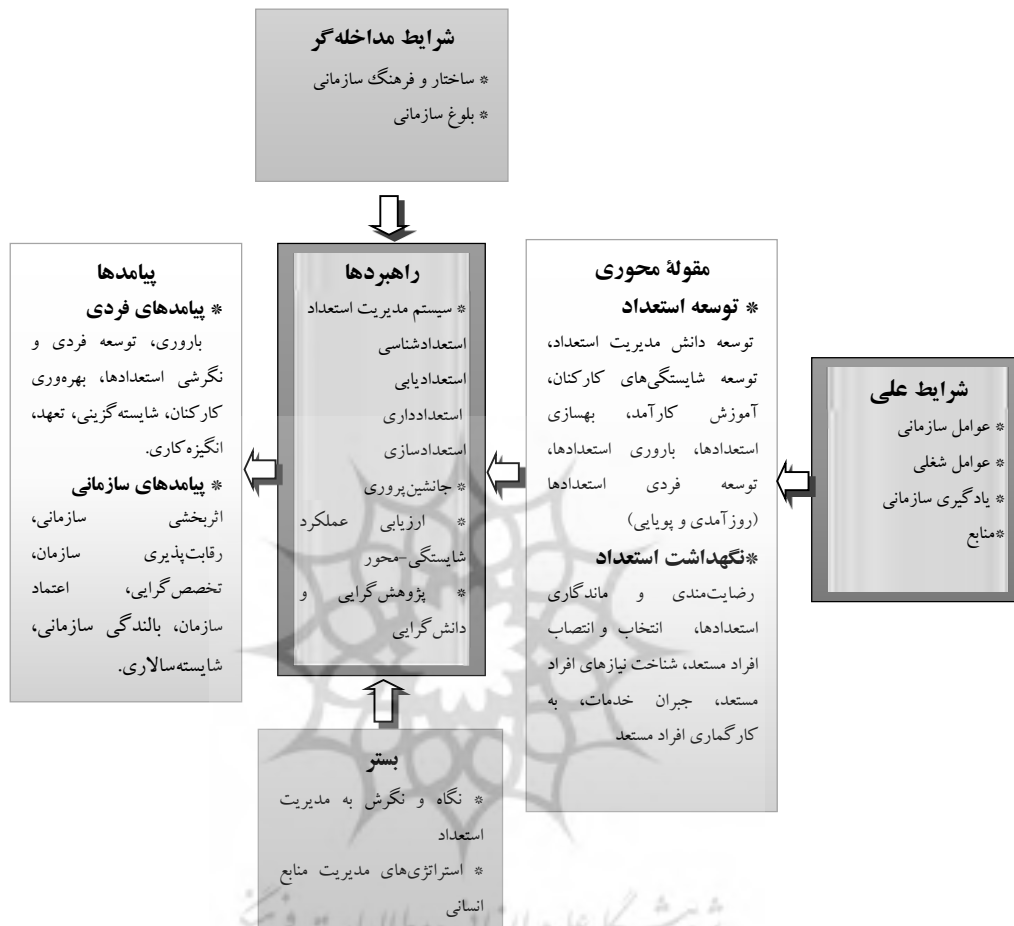 شرایط مداخله‌گر
* ساختار و فرهنگ سازمانی
* بلوغ سازمانی
شرایط علی
* عوامل سازمانی
* عوامل شغلی
* یادگیری سازمانی
*منابع
مقولهٔ محوری
* توسعه استعداد
توسعه دانش مدیریت استعداد،
توسعه شایستگی‌های کارکنان،
آموزش کارآمد، بهسازی
استعدادها، باروری استعدادها،
توسعه فردی استعدادها
(روزآمدی و پویایی)
*نگهداشت استعداد
رضایت‌مندی و ماندگاری
استعدادها، انتخاب و انتصاب
افراد مستعد، شناخت نیازهای افراد
مستعد، جبران خدمات، به
کارگماری افراد مستعد
راهبردها
* سیستم مدیریت استعداد
استعدادشناسی
استعدادیابی
استعدادداری
استعدادسازی
* جانشین‌پروری
* ارزیابی عملکرد
شایستگی-محور
* پژوهش‌گرایی و
دانش‌گرایی
پیامدها
* پیامدهای فردی
باروری، توسعه فردی و
نگرشی استعدادها، بهره‌وری
کارکنان، شایسته‌گزینی، تعهد،
انگیزه کاری.
* پیامدهای سازمانی
اثربخشی سازمانی،
رقابت‌پذیری سازمان،
تخصص‌گرایی، اعتماد
سازمان، بالندگی سازمانی،
شایسته‌سالاری.
بستر
* نگاه و نگرش به مدیریت
استعداد
* استراتژی‌های مدیریت منابع
انسانی